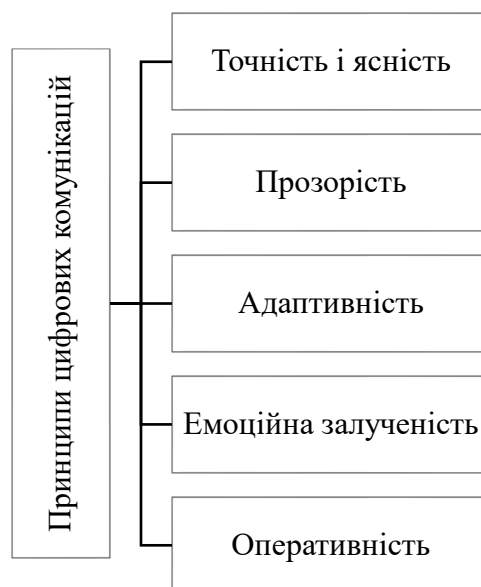 Принципи цифрових комунікацій
Точність і ясність
Прозорість
Адаптивність
Емоційна залученість
Оперативність